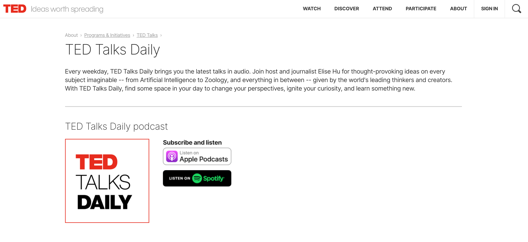 TED Ideas worth spreading
WATCH DISCOVER ATTEND PARTICIPATE ABOUT SIGN IN
About › Programs & Initiatives › TED Talks ›
TED Talks Daily
Every weekday, TED Talks Daily brings you the latest talks in audio. Join host and journalist Elise Hu for thought-provoking ideas on every
subject imaginable -- from Artificial Intelligence to Zoology, and everything in between -- given by the world's leading thinkers and creators.
With TED Talks Daily, find some space in your day to change your perspectives, ignite your curiosity, and learn something new.
TED Talks Daily podcast
TED
TALKS
DAILY
Subscribe and listen
Listen on
Apple Podcasts
LISTEN ON Spotify